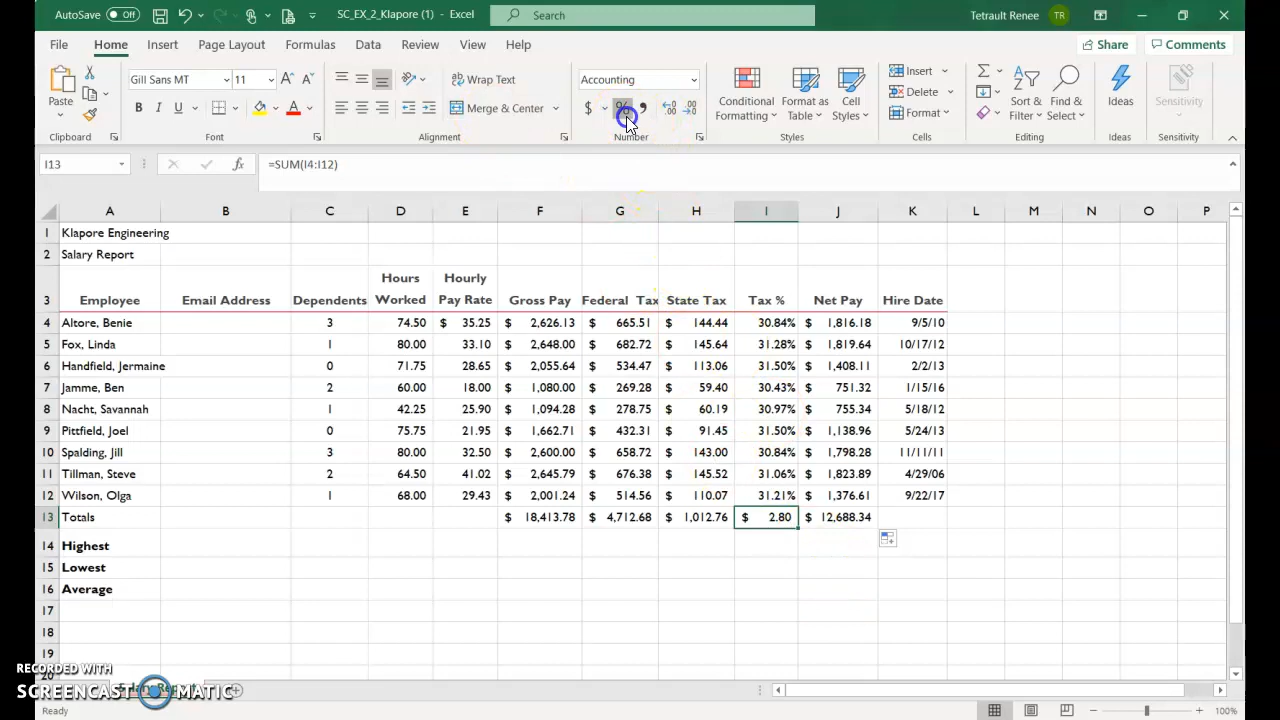 AutoSave Off SC_EX_2_Klapore (1) - Excel Search Tetrault Renee TR
File Home Insert Page Layout Formulas Data Review View Help Share Comments
Paste Gill Sans MT 11 A A Wrap Text Accounting Conditional Formatting Format as Table Cell Styles Insert Sort & Filter Find & Select Ideas Sensitivity
B I U A Merge & Center $ % , Delete
Format
Clipboard Font Alignment Number Styles Cells Editing Ideas Sensitivity
I13 fx =SUM(I4:I12)
A B C D E F G H I J K L M N O P
1 Klapore Engineering
2 Salary Report
3 Employee Email Address Dependents Hours Worked Hourly Pay Rate Gross Pay Federal Tax State Tax Tax % Net Pay Hire Date
4 Altore, Benie 3 74.50 $ 35.25 $ 2,626.13 $ 665.51 $ 144.44 30.84% $ 1,816.18 9/5/10
5 Fox, Linda 1 80.00 33.10 $ 2,648.00 $ 682.72 $ 145.64 31.28% $ 1,819.64 10/17/12
6 Handfield, Jermaine 0 71.75 28.65 $ 2,055.64 $ 534.47 $ 113.06 31.50% $ 1,408.11 2/2/13
7 Jamme, Ben 2 60.00 18.00 $ 1,080.00 $ 269.28 $ 59.40 30.43% $ 751.32 1/15/16
8 Nacht, Savannah 1 42.25 25.90 $ 1,094.28 $ 278.75 $ 60.19 30.97% $ 755.34 5/18/12
9 Pittfield, Joel 0 75.75 21.95 $ 1,662.71 $ 432.31 $ 91.45 31.50% $ 1,138.96 5/24/13
10 Spalding, Jill 3 80.00 32.50 $ 2,600.00 $ 658.72 $ 143.00 30.84% $ 1,798.28 11/11/11
11 Tillman, Steve 2 64.50 41.02 $ 2,645.79 $ 676.38 $ 145.52 31.06% $ 1,823.89 4/29/06
12 Wilson, Olga 1 68.00 29.43 $ 2,001.24 $ 514.56 $ 110.07 31.21% $ 1,376.61 9/22/17
13 Totals $ 18,413.78 $ 4,712.68 $ 1,012.76 $ 2.80 $ 12,688.34
14 Highest
15 Lowest
16 Average
17
18
19
20
RECORDED WITH
SCREENCAST MATIC
Ready 100%